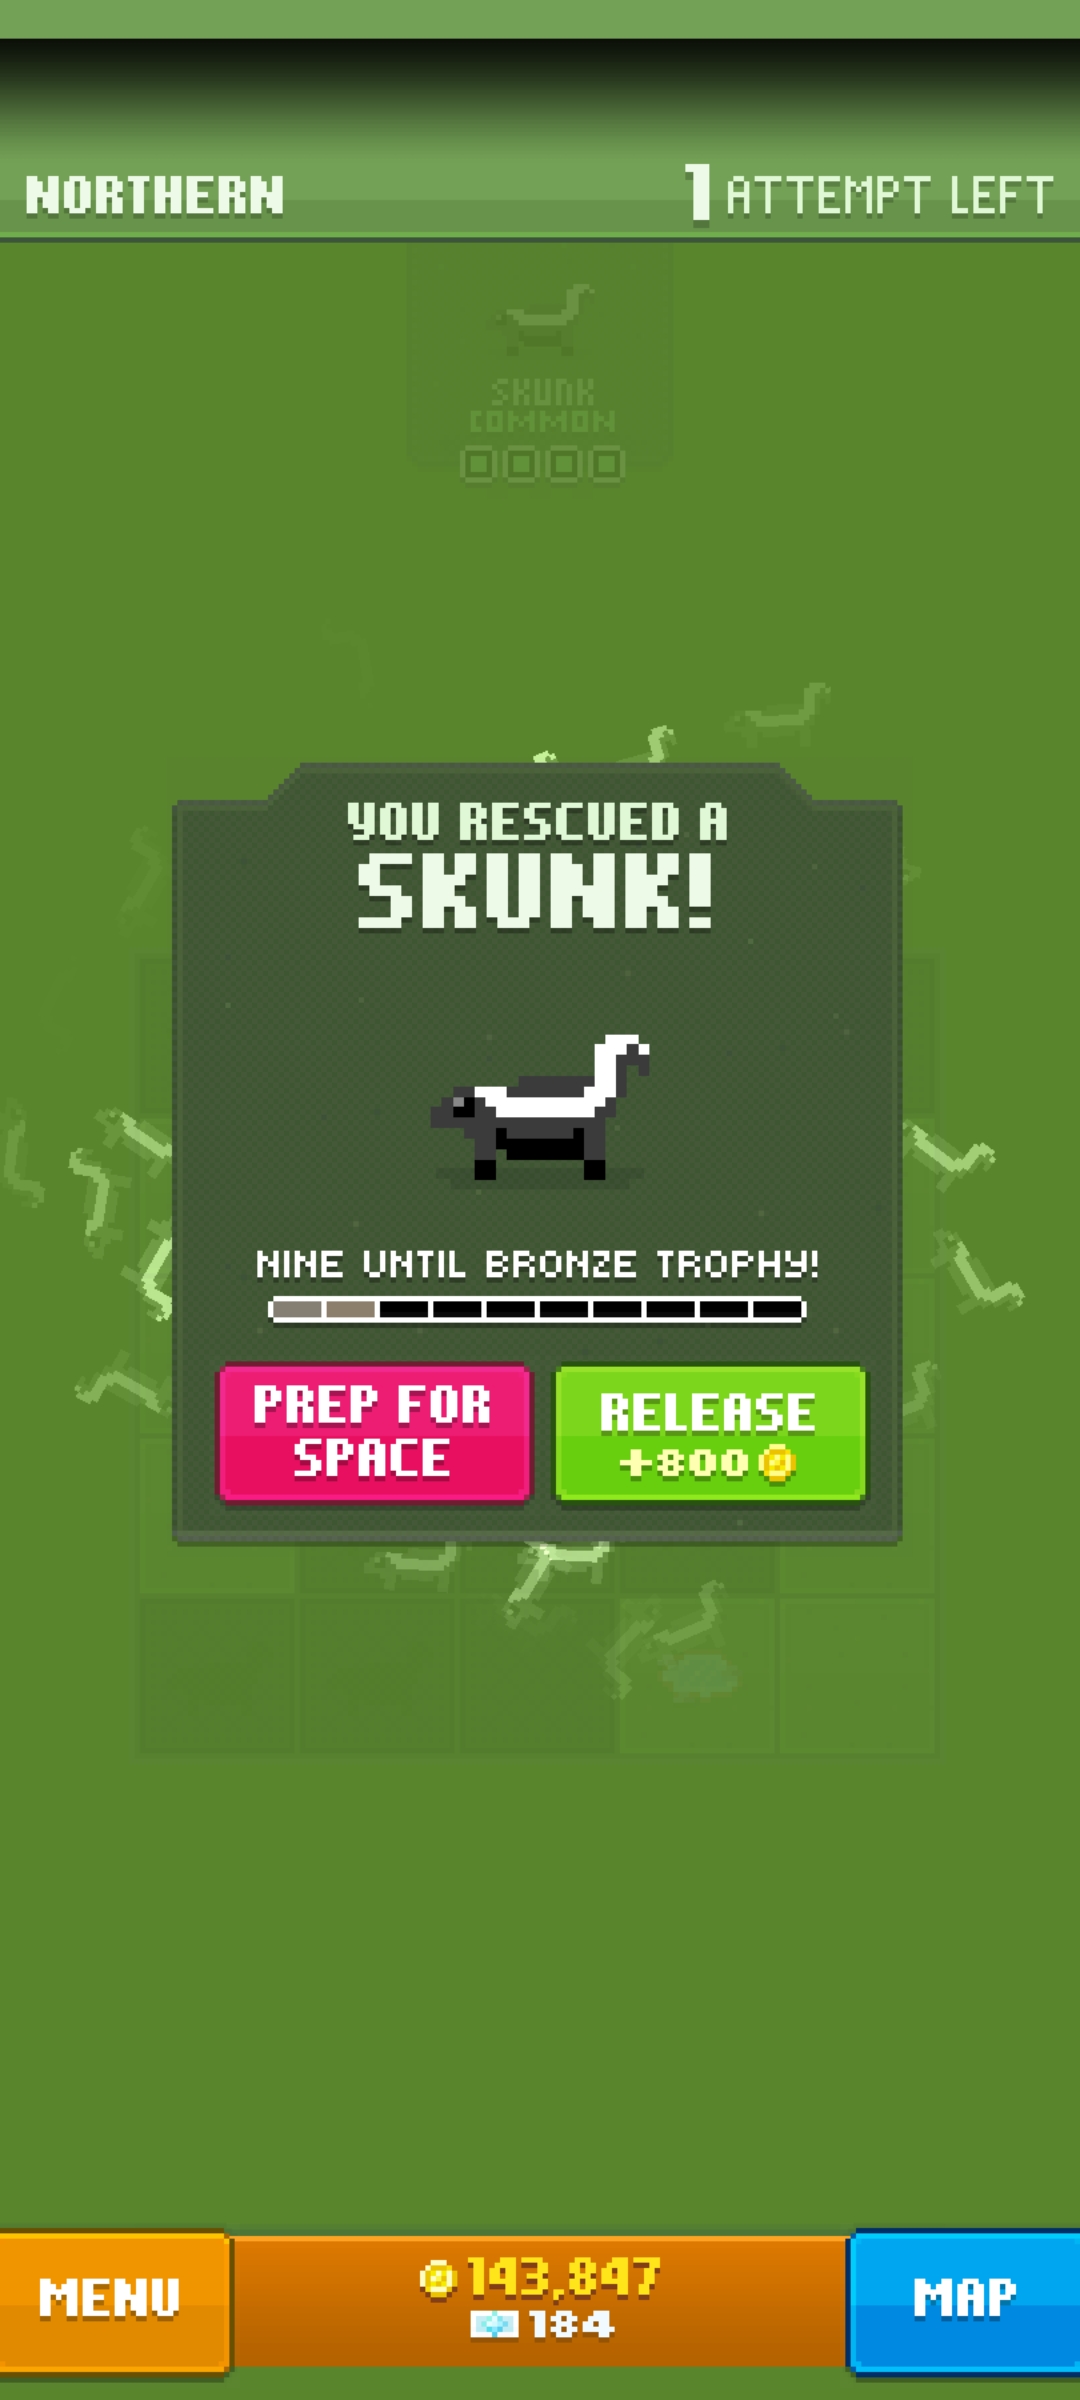 NORTHERN
1 ATTEMPT LEFT
SKUNK
COMMON
YOU RESCUED A
SKUNK!
NINE UNTIL BRONZE TROPHY!
PREP FOR
SPACE
RELEASE
+800
MENU
143,847
184
MAP